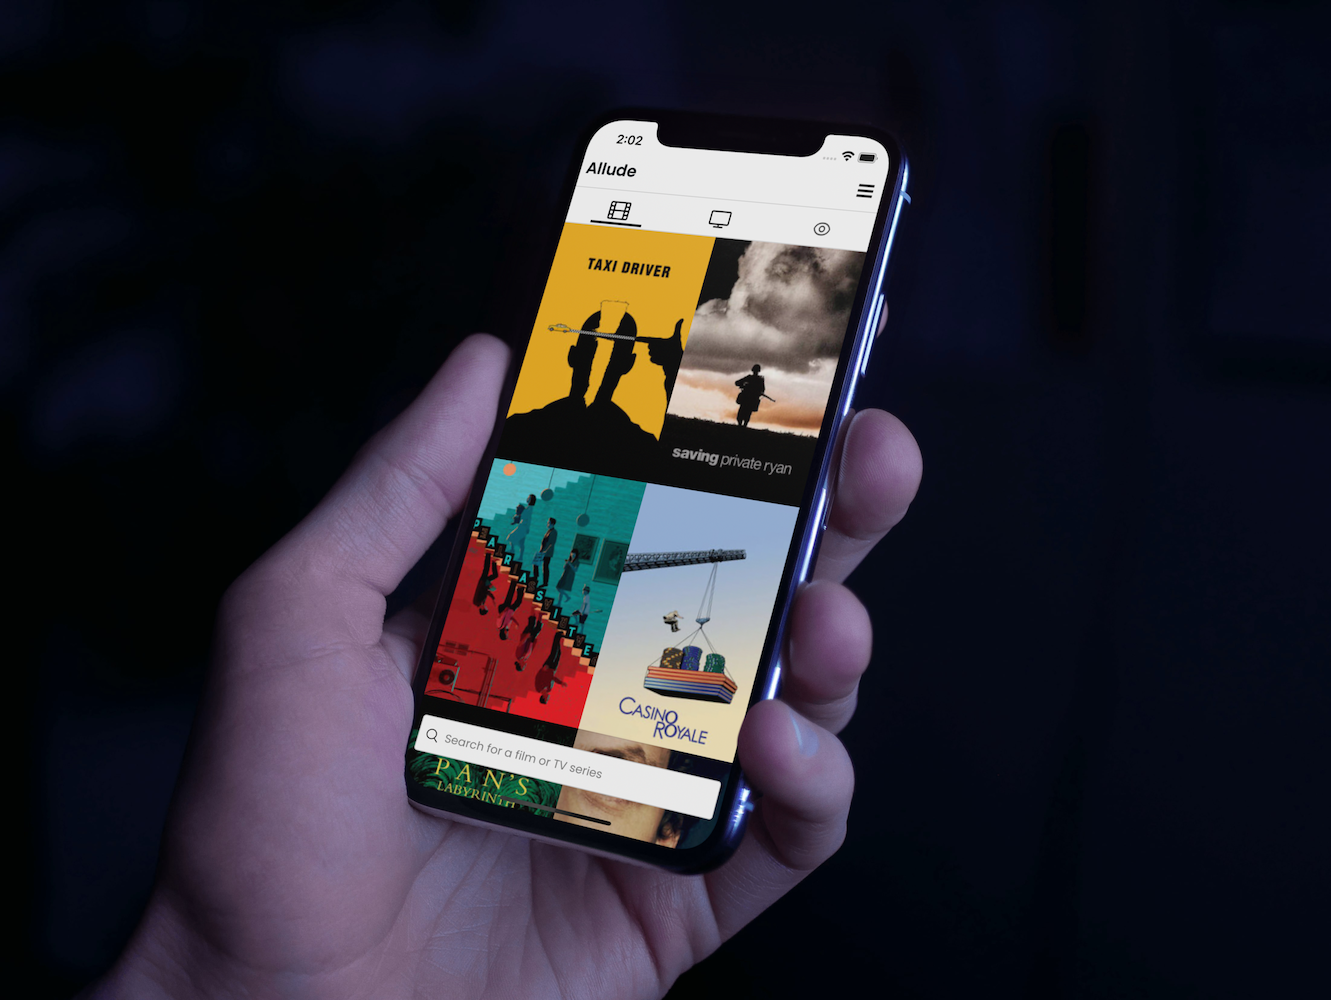 2:02
Allude
TAXI DRIVER
saving private ryan
PARASITE
CASINO
ROYALE
Search for a film or TV series
PAN'S
LABYRINTH